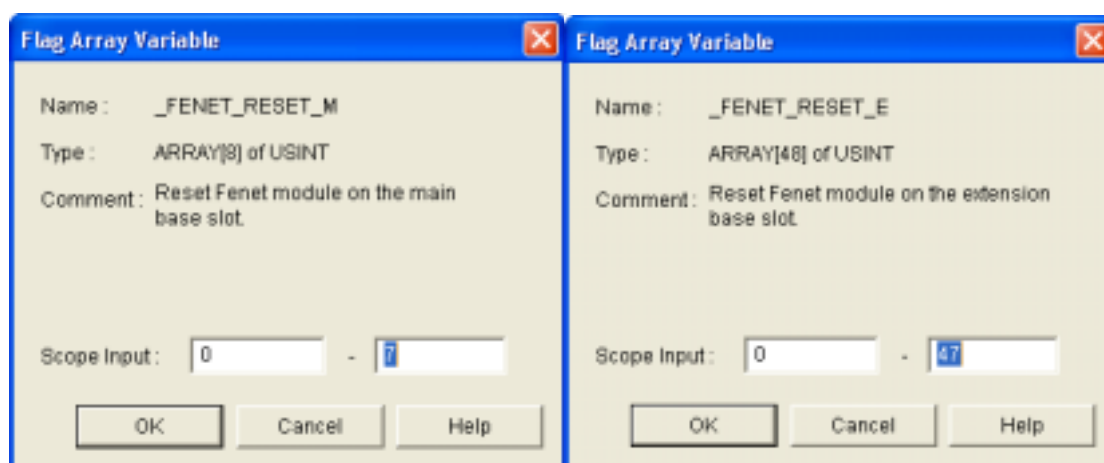 Flag Array Variable
Name : _FENET_RESET_M
Type : ARRAY[8] of USINT
Comment : Reset Fenet module on the main
base slot.
Scope Input : 0 - 7
OK Cancel Help
Flag Array Variable
Name : _FENET_RESET_E
Type : ARRAY[48] of USINT
Comment : Reset Fenet module on the extension
base slot.
Scope Input : 0 - 47
OK Cancel Help